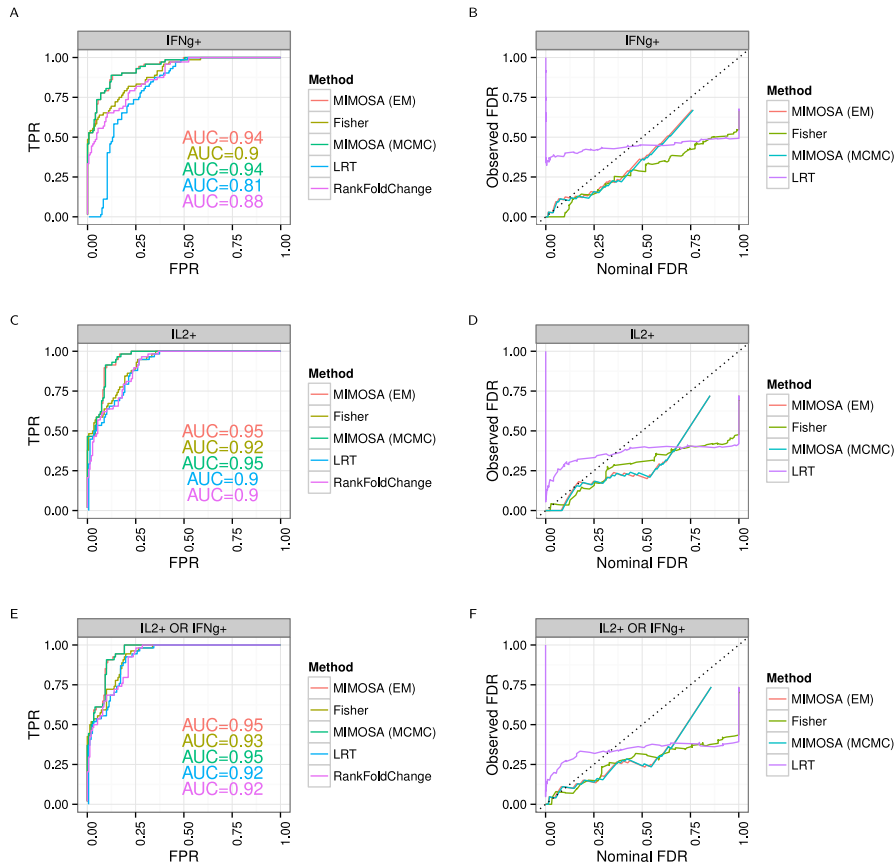 A
IFNg+
1.00
0.75
0.50
0.25
0.00
TPR
AUC=0.94
AUC=0.9
AUC=0.94
AUC=0.81
AUC=0.88
0.00
0.25
0.50
0.75
1.00
FPR
Method
MIMOSA (EM)
Fisher
MIMOSA (MCMC)
LRT
RankFoldChange
B
IFNg+
1.00
0.75
0.50
0.25
0.00
Observed FDR
0.00
0.25
0.50
0.75
1.00
Nominal FDR
Method
MIMOSA (EM)
Fisher
MIMOSA (MCMC)
LRT
C
IL2+
1.00
0.75
0.50
0.25
0.00
TPR
AUC=0.95
AUC=0.92
AUC=0.95
AUC=0.9
AUC=0.9
0.00
0.25
0.50
0.75
1.00
FPR
Method
MIMOSA (EM)
Fisher
MIMOSA (MCMC)
LRT
RankFoldChange
D
IL2+
1.00
0.75
0.50
0.25
0.00
Observed FDR
0.00
0.25
0.50
0.75
1.00
Nominal FDR
Method
MIMOSA (EM)
Fisher
MIMOSA (MCMC)
LRT
E
IL2+ OR IFNg+
1.00
0.75
0.50
0.25
0.00
TPR
AUC=0.95
AUC=0.93
AUC=0.95
AUC=0.92
AUC=0.92
0.00
0.25
0.50
0.75
1.00
FPR
Method
MIMOSA (EM)
Fisher
MIMOSA (MCMC)
LRT
RankFoldChange
F
IL2+ OR IFNg+
1.00
0.75
0.50
0.25
0.00
Observed FDR
0.00
0.25
0.50
0.75
1.00
Nominal FDR
Method
MIMOSA (EM)
Fisher
MIMOSA (MCMC)
LRT